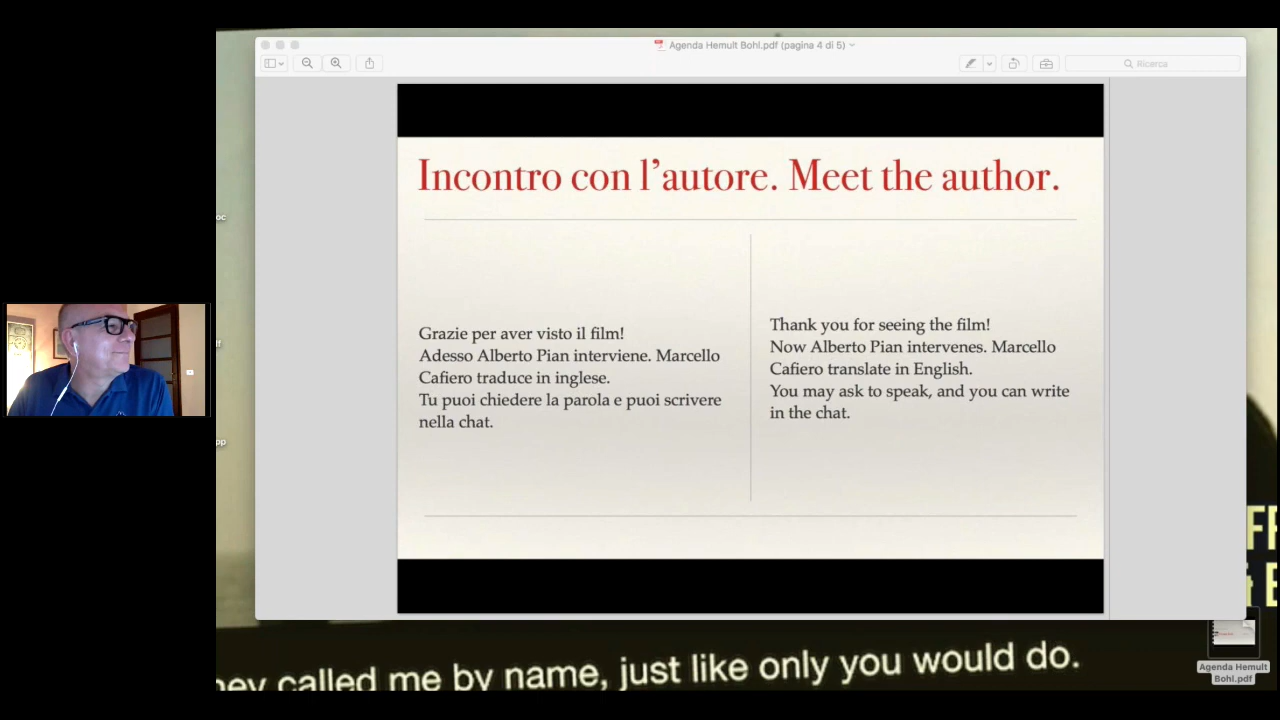 Agenda Hemult Bohl.pdf (pagina 4 di 5)
Ricerca
Incontro con l'autore. Meet the author.
Grazie per aver visto il film!
Adesso Alberto Pian interviene. Marcello
Cafiero traduce in inglese.
Tu puoi chiedere la parola e puoi scrivere
nella chat.
Thank you for seeing the film!
Now Alberto Pian intervenes. Marcello
Cafiero translate in English.
You may ask to speak, and you can write
in the chat.
oc
pp
called me by name, just like only you would do.
Agenda Hemult
Bohl.pdf